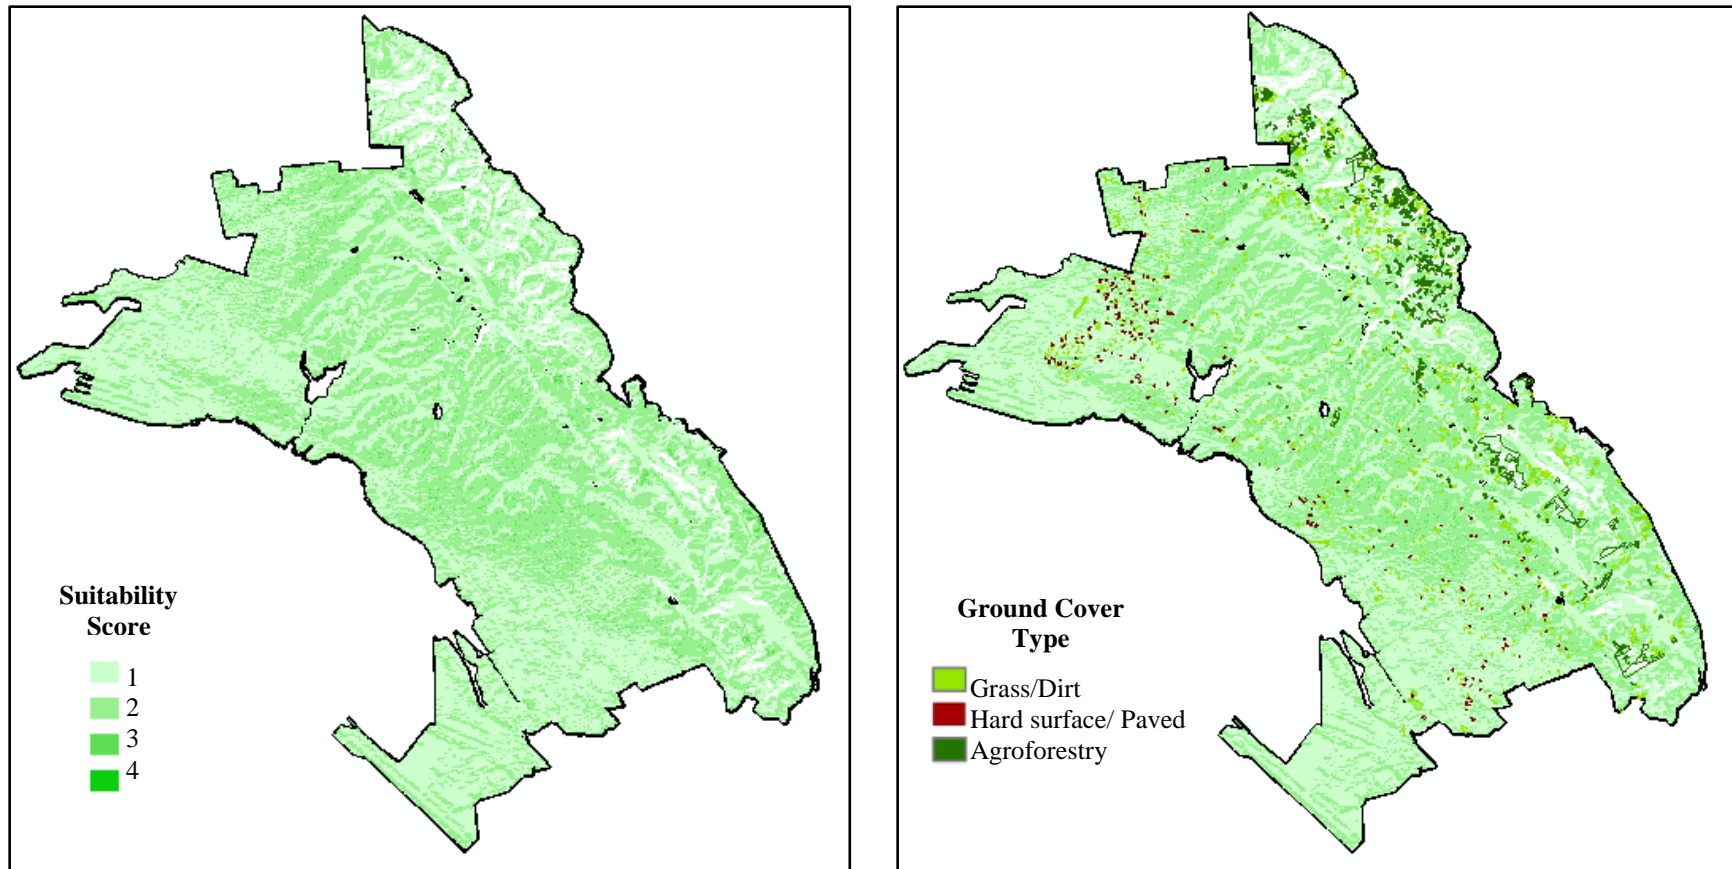 Suitability
Score
1
2
3
4
Ground Cover
Type
Grass/Dirt
Hard surface/ Paved
Agroforestry